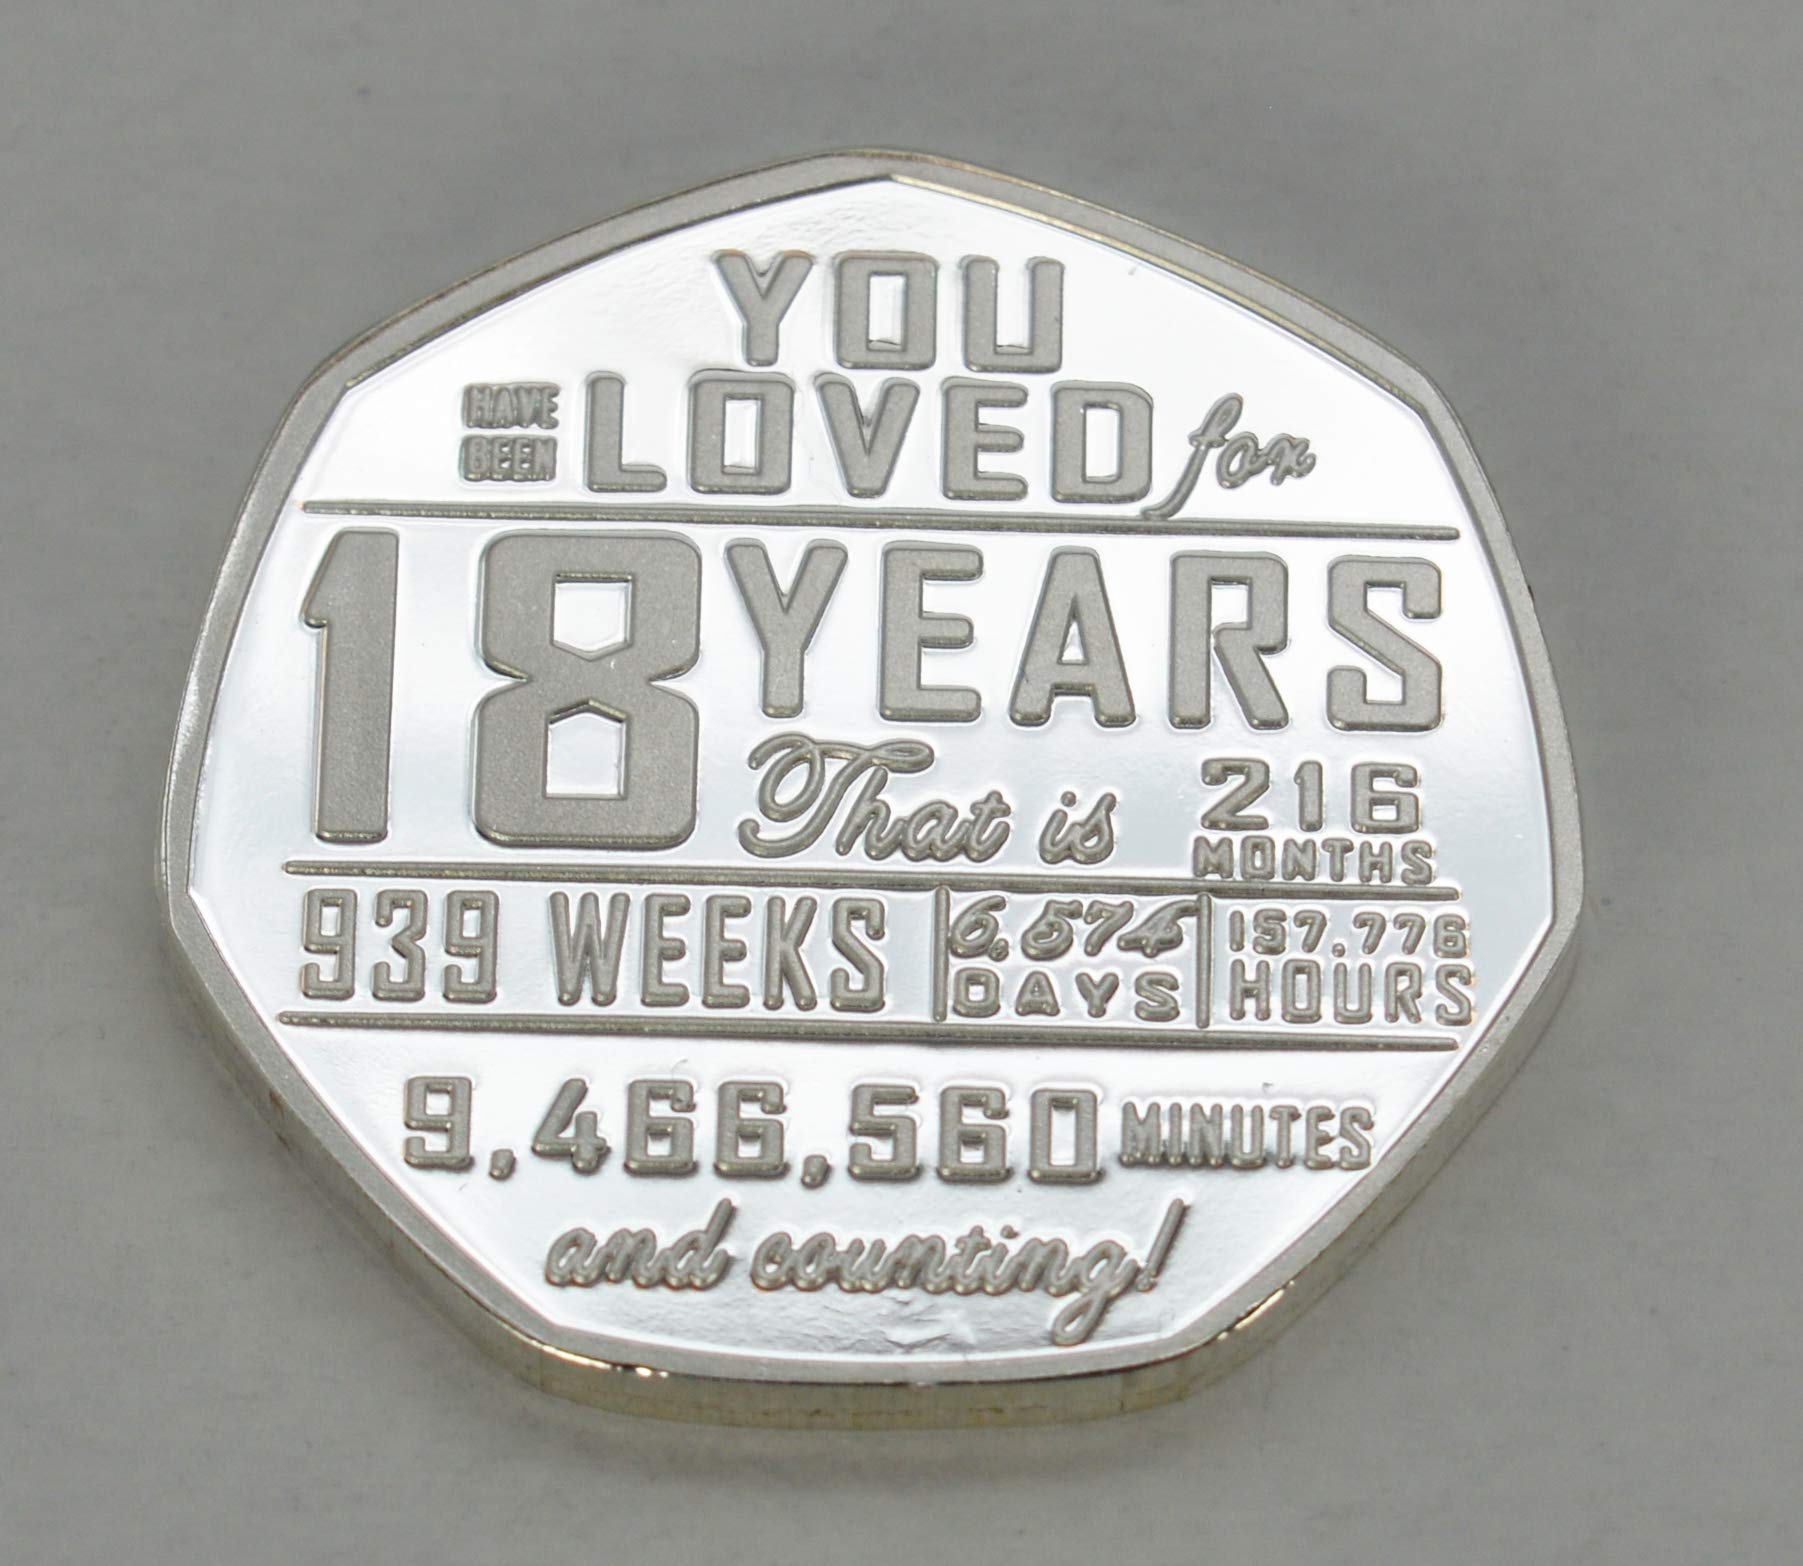 YOU
HAVE BEEN LOVED for
18 YEARS
That is 216 MONTHS
939 WEEKS 6.574 DAYS 157.776 HOURS
9,466,560 MINUTES
and counting!